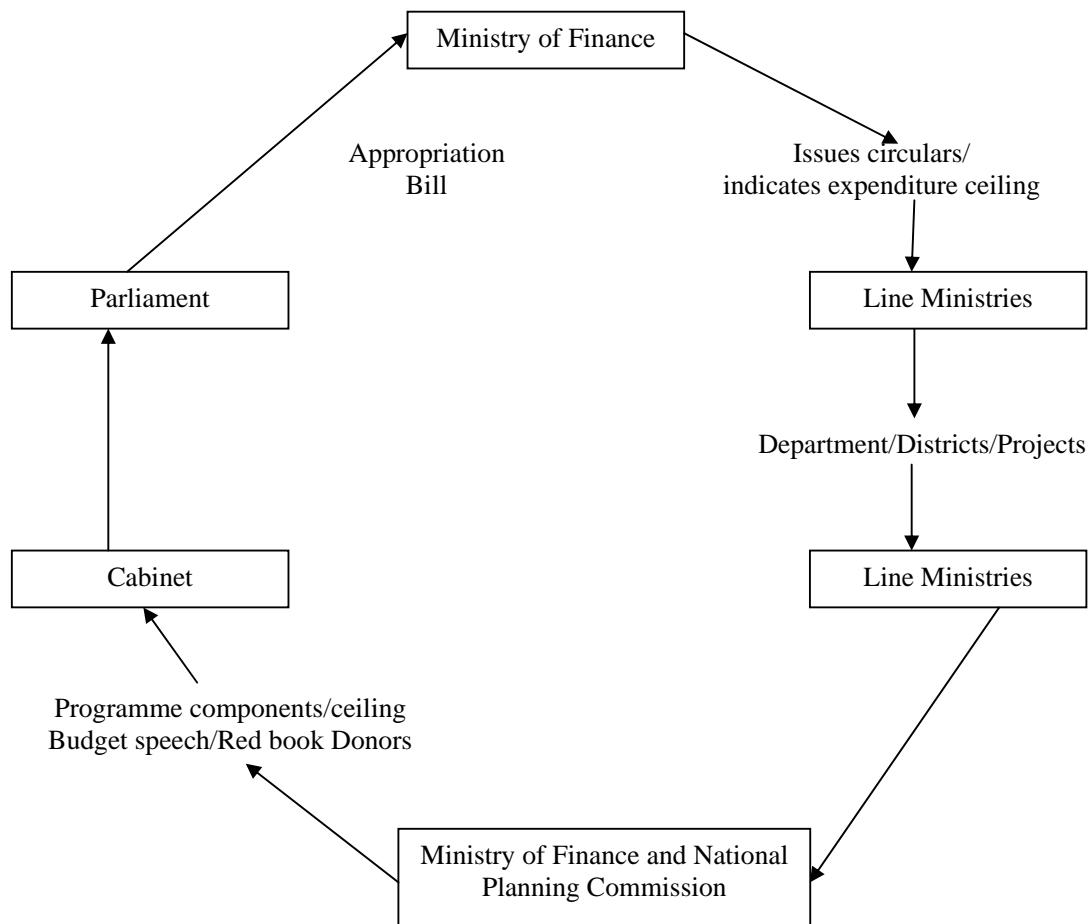 Ministry of Finance
Appropriation
Bill
Issues circulars/
indicates expenditure ceiling
Parliament
Line Ministries
Department/Districts/Projects
Cabinet
Line Ministries
Programme components/ceiling
Budget speech/Red book Donors
Ministry of Finance and National
Planning Commission